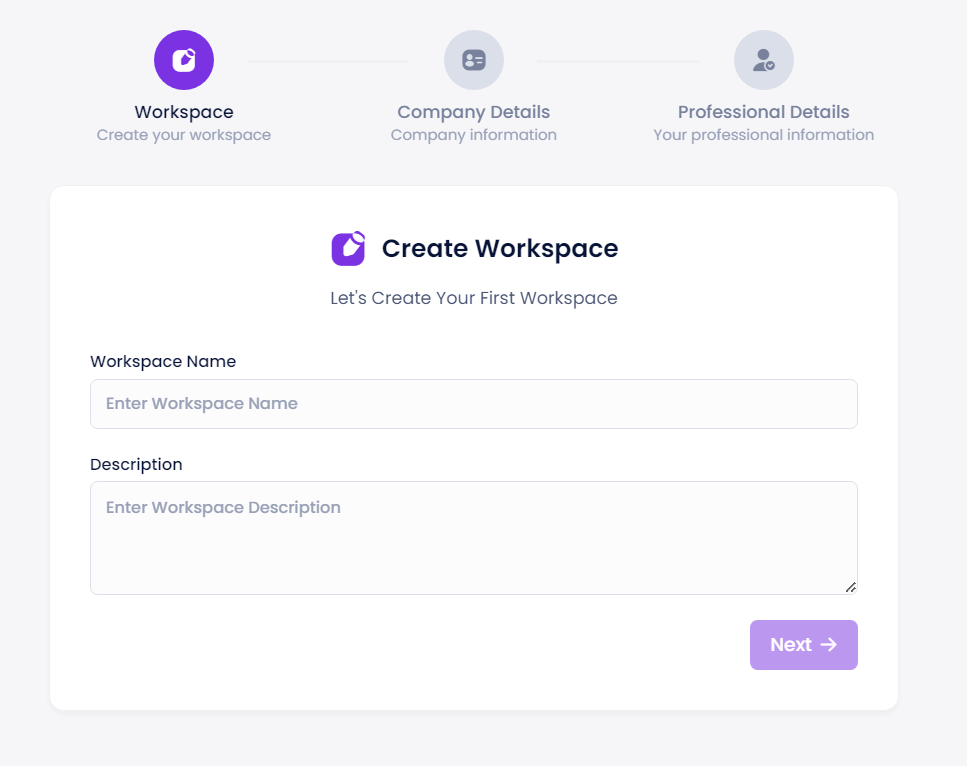 Workspace
Create your workspace
Company Details
Company information
Professional Details
Your professional information
Create Workspace
Let's Create Your First Workspace
Workspace Name
Enter Workspace Name
Description
Enter Workspace Description
Next →